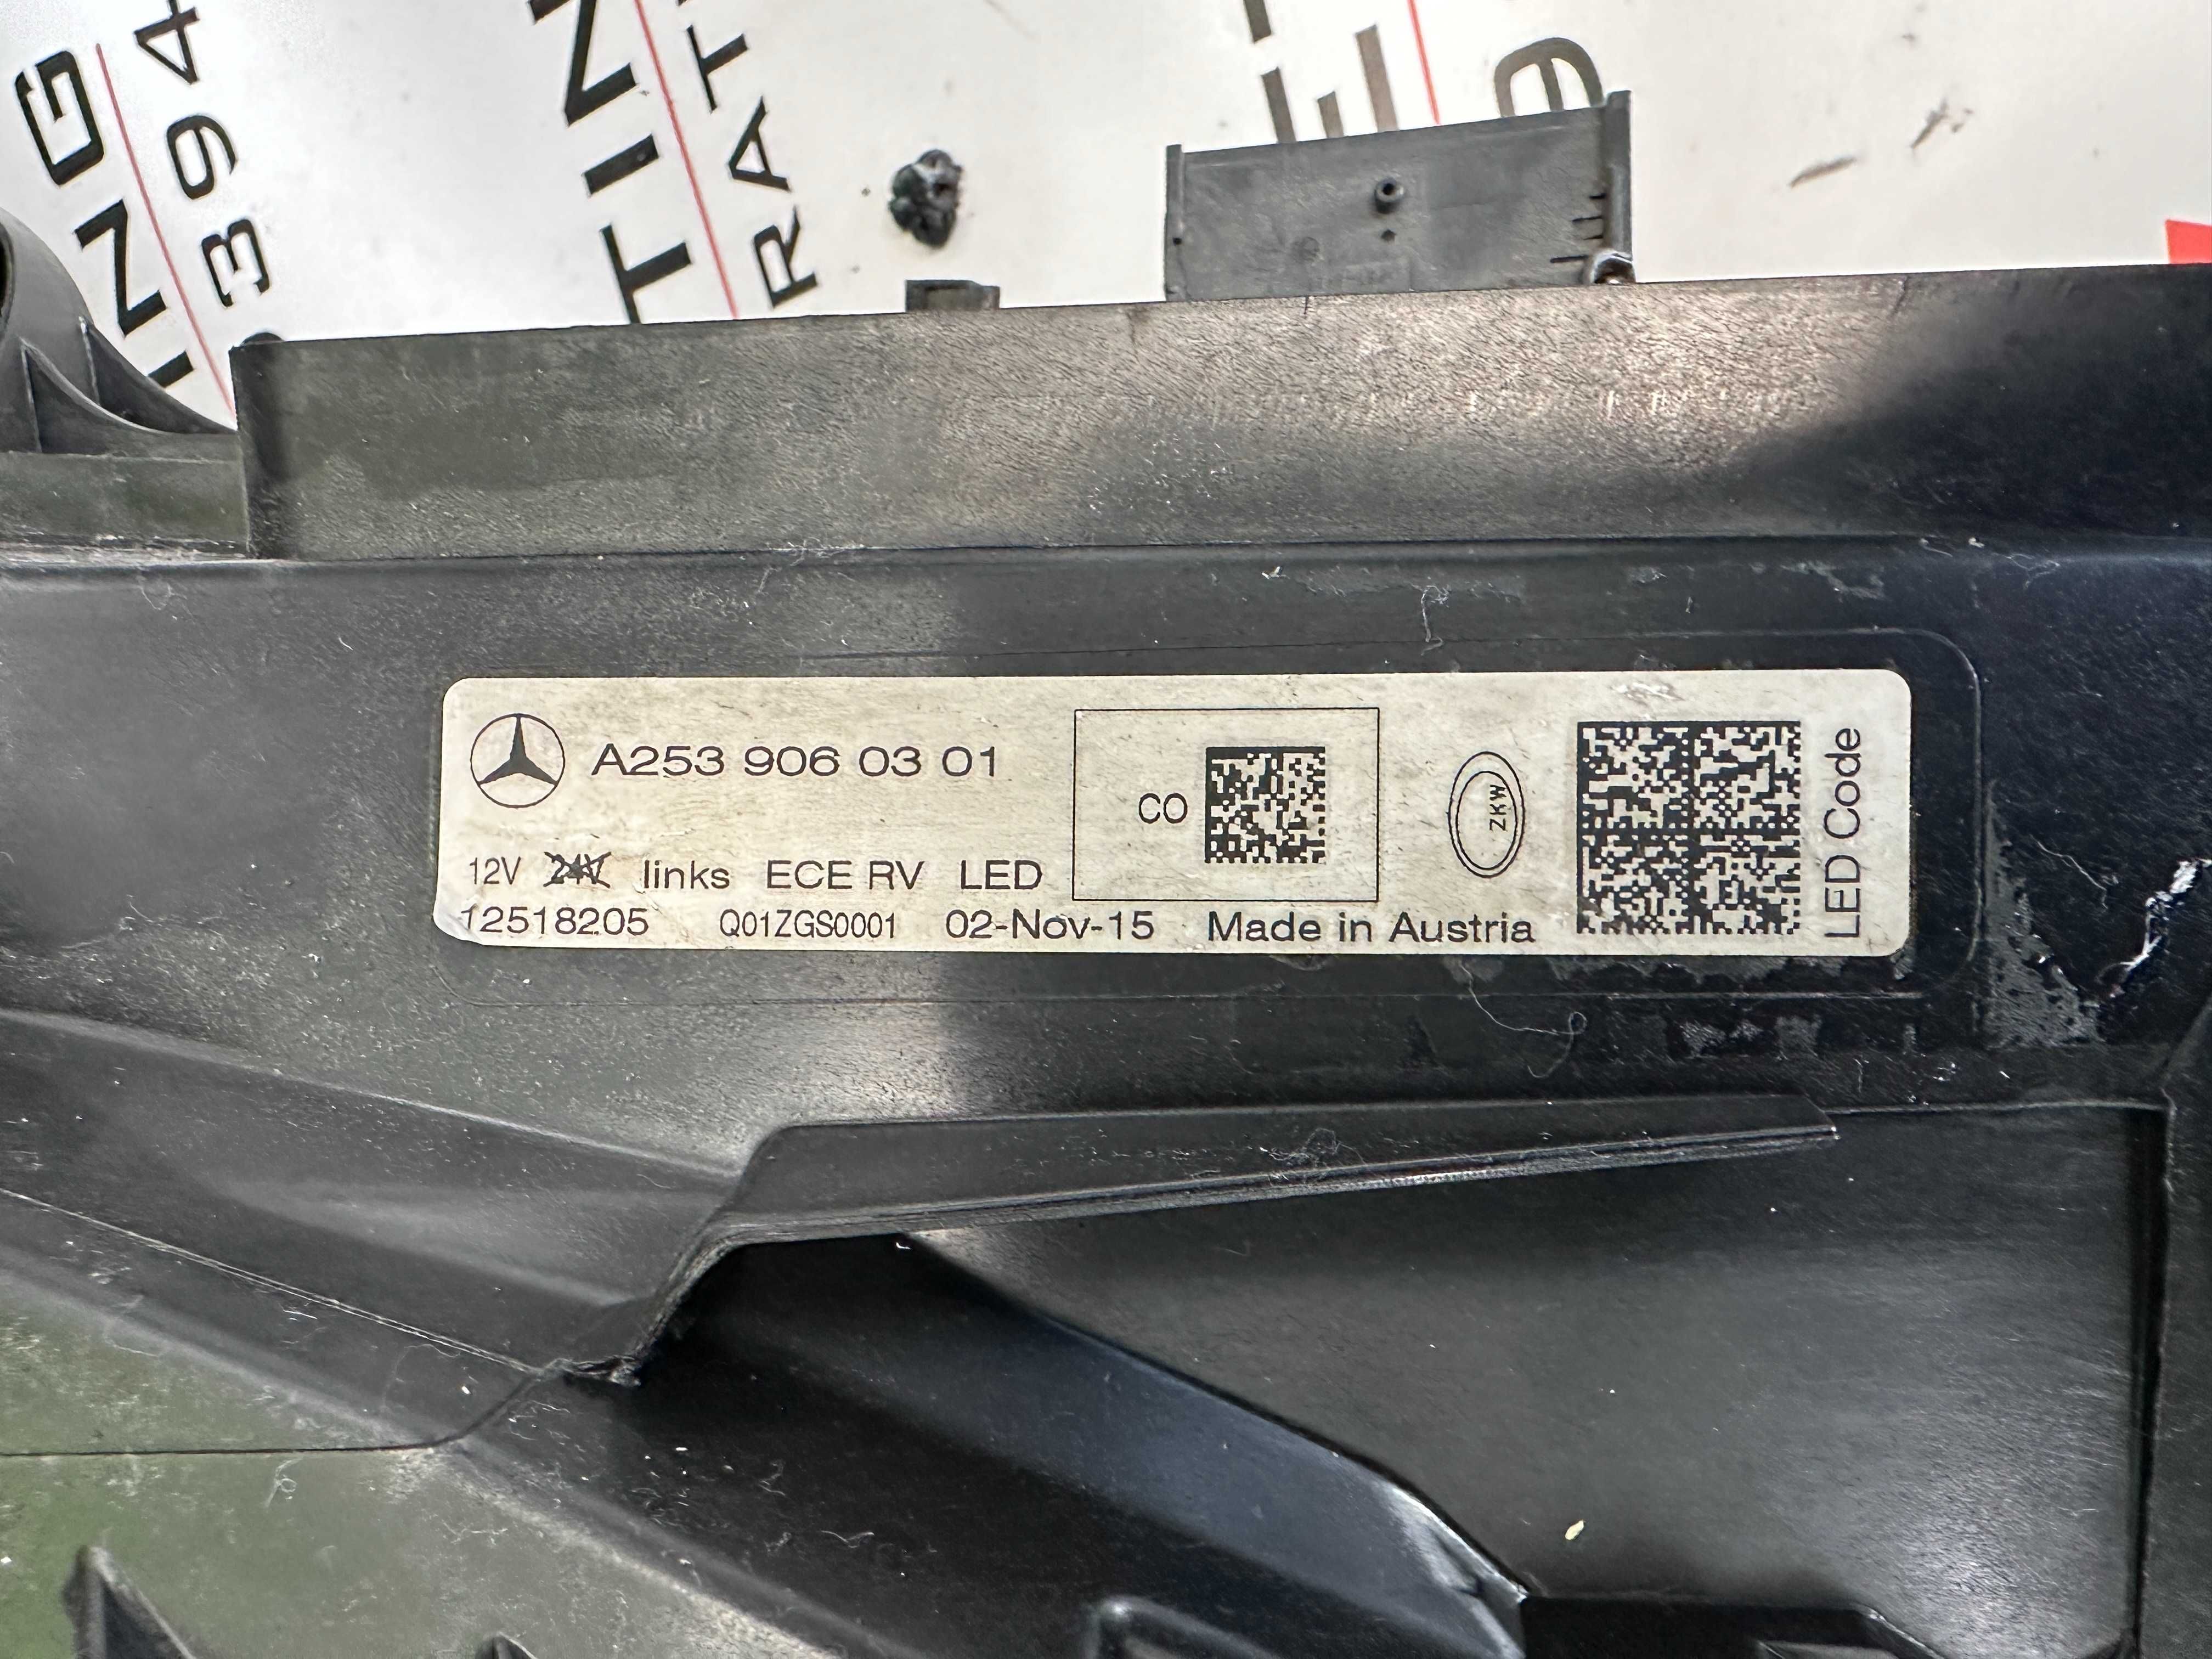 A253 906 03 01
12V 24V links ECE RV LED
12518205 Q01ZGS0001 02-Nov-15 Made in Austria
CO
ZKW
LED Code
394